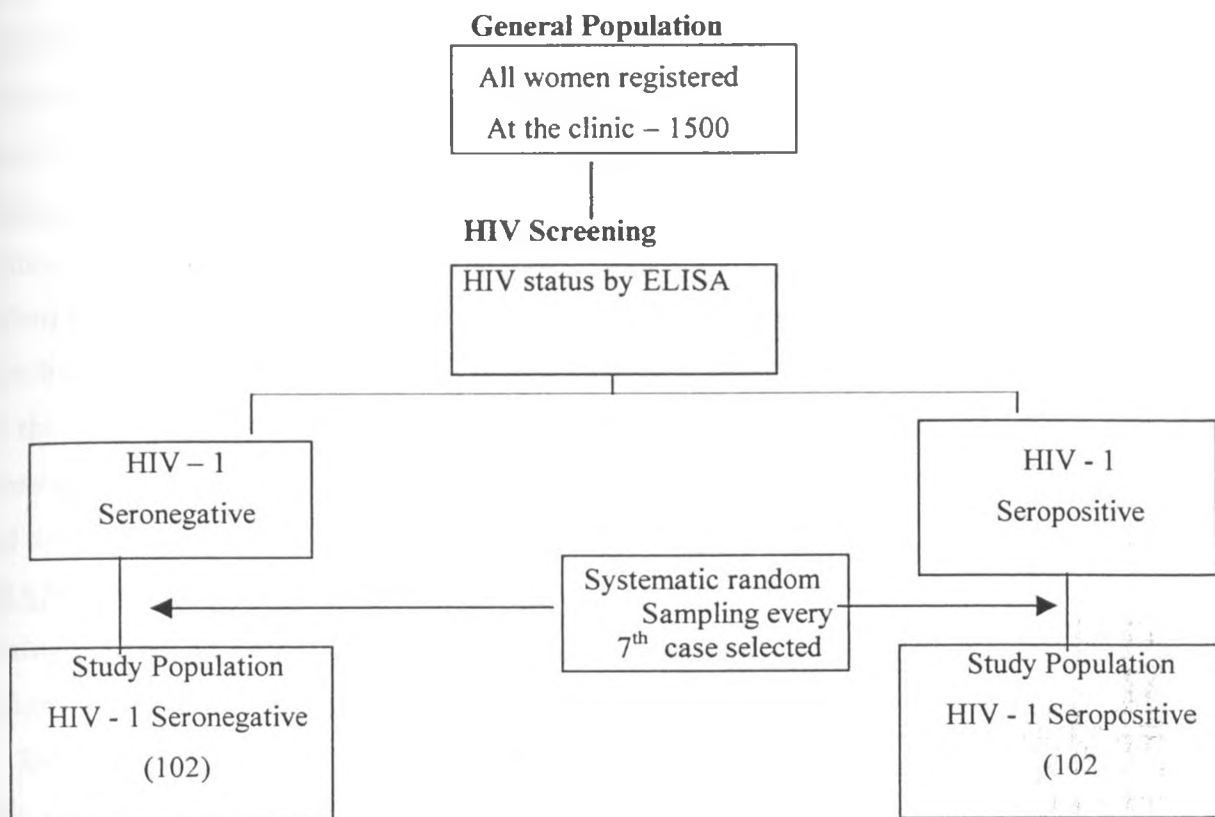 General Population
All women registered
At the clinic – 1500
HIV Screening
HIV status by ELISA
HIV – 1
Seronegative
HIV - 1
Seropositive
Systematic random
Sampling every
7th case selected
Study Population
HIV - 1 Seronegative
(102)
Study Population
HIV - 1 Seropositive
(102